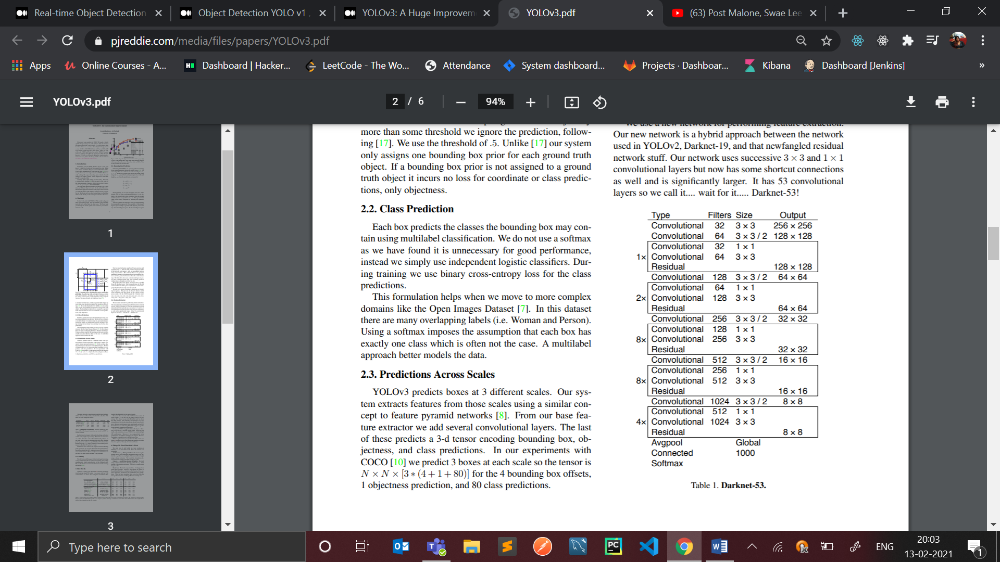 Real-time Object Detection
Object Detection YOLO v1 ,
YOLOv3: A Huge Improvem
YOLOv3.pdf
(63) Post Malone, Swae Lee
pjreddie.com/media/files/papers/YOLOv3.pdf
Apps
Online Courses - A...
Dashboard | Hacker...
LeetCode - The Wo...
Attendance
System dashboard...
Projects · Dashboar...
Kibana
Dashboard [Jenkins]
»
YOLOv3.pdf
2 / 6
94%
1
2
3
more than some threshold we ignore the prediction, follow-
ing [17]. We use the threshold of .5. Unlike [17] our system
only assigns one bounding box prior for each ground truth
object. If a bounding box prior is not assigned to a ground
truth object it incurs no loss for coordinate or class predic-
tions, only objectness.
2.2. Class Prediction
Each box predicts the classes the bounding box may con-
tain using multilabel classification. We do not use a softmax
as we have found it is unnecessary for good performance,
instead we simply use independent logistic classifiers. Dur-
ing training we use binary cross-entropy loss for the class
predictions.
This formulation helps when we move to more complex
domains like the Open Images Dataset [7]. In this dataset
there are many overlapping labels (i.e. Woman and Person).
Using a softmax imposes the assumption that each box has
exactly one class which is often not the case. A multilabel
approach better models the data.
2.3. Predictions Across Scales
YOLOv3 predicts boxes at 3 different scales. Our sys-
tem extracts features from those scales using a similar con-
cept to feature pyramid networks [8]. From our base fea-
ture extractor we add several convolutional layers. The last
of these predicts a 3-d tensor encoding bounding box, ob-
jectness, and class predictions. In our experiments with
COCO [10] we predict 3 boxes at each scale so the tensor is
N × N × [3 ∗ (4 + 1 + 80)] for the 4 bounding box offsets,
1 objectness prediction, and 80 class predictions.
We use a new network for performing feature extraction.
Our new network is a hybrid approach between the network
used in YOLOv2, Darknet-19, and that newfangled residual
network stuff. Our network uses successive 3 × 3 and 1 × 1
convolutional layers but now has some shortcut connections
as well and is significantly larger. It has 53 convolutional
layers so we call it.... wait for it..... Darknet-53!
Type Filters Size Output
Convolutional 32 3 × 3 256 × 256
Convolutional 64 3 × 3 / 2 128 × 128
Convolutional 32 1 × 1
1× Convolutional 64 3 × 3
Residual 128 × 128
Convolutional 128 3 × 3 / 2 64 × 64
Convolutional 64 1 × 1
2× Convolutional 128 3 × 3
Residual 64 × 64
Convolutional 256 3 × 3 / 2 32 × 32
Convolutional 128 1 × 1
8× Convolutional 256 3 × 3
Residual 32 × 32
Convolutional 512 3 × 3 / 2 16 × 16
Convolutional 256 1 × 1
8× Convolutional 512 3 × 3
Residual 16 × 16
Convolutional 1024 3 × 3 / 2 8 × 8
Convolutional 512 1 × 1
4× Convolutional 1024 3 × 3
Residual 8 × 8
Avgpool Global
Connected 1000
Softmax
Table 1. Darknet-53.
Type here to search
ENG
20:03
13-02-2021
1